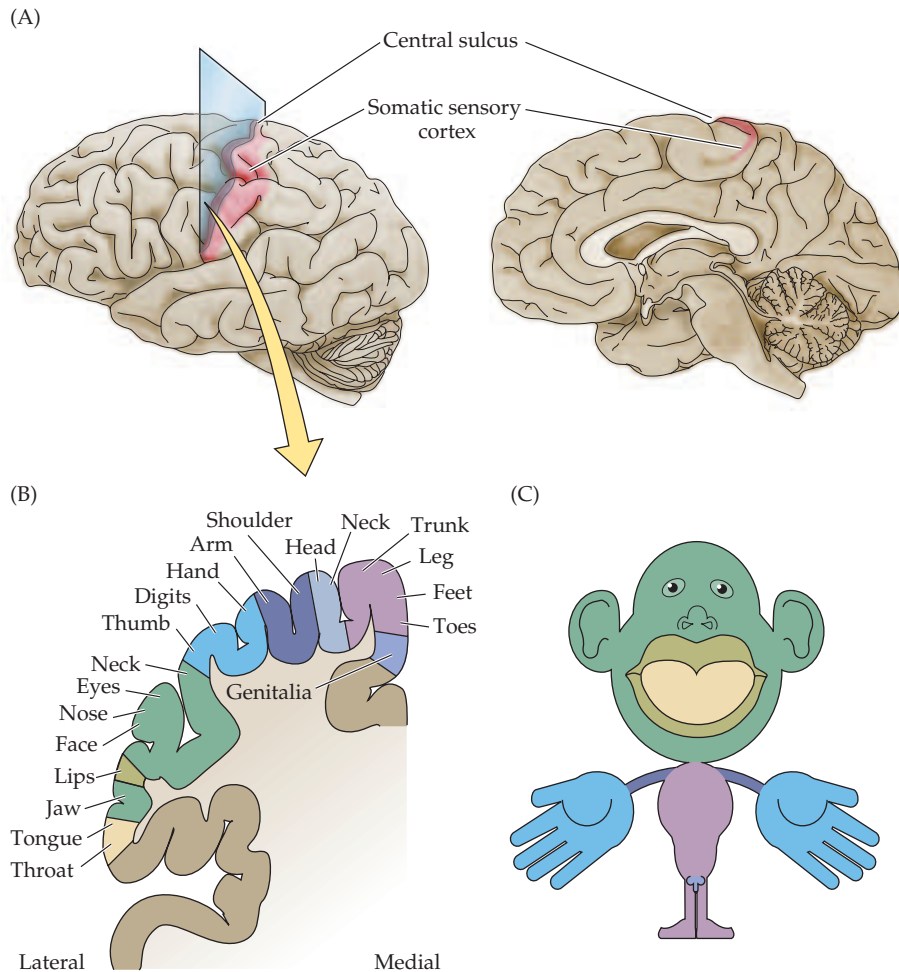 (A)
Central sulcus
Somatic sensory
cortex
(B)
Shoulder
Arm
Hand
Digits
Thumb
Neck
Eyes
Nose
Face
Lips
Jaw
Tongue
Throat
Head
Neck
Trunk
Leg
Feet
Toes
Genitalia
Lateral
Medial
(C)